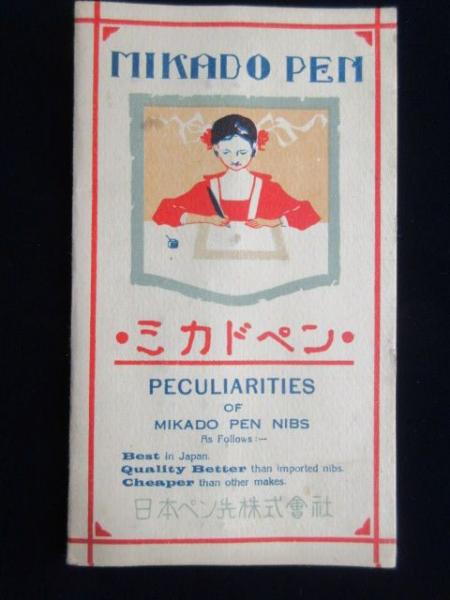 MIKADO PEN
・ミカドペン・
PECULIARITIES
OF
MIKADO PEN NIBS
As Follows:—
Best in Japan.
Quality Better than imported nibs.
Cheaper than other makes.
日本ペン先株式會社